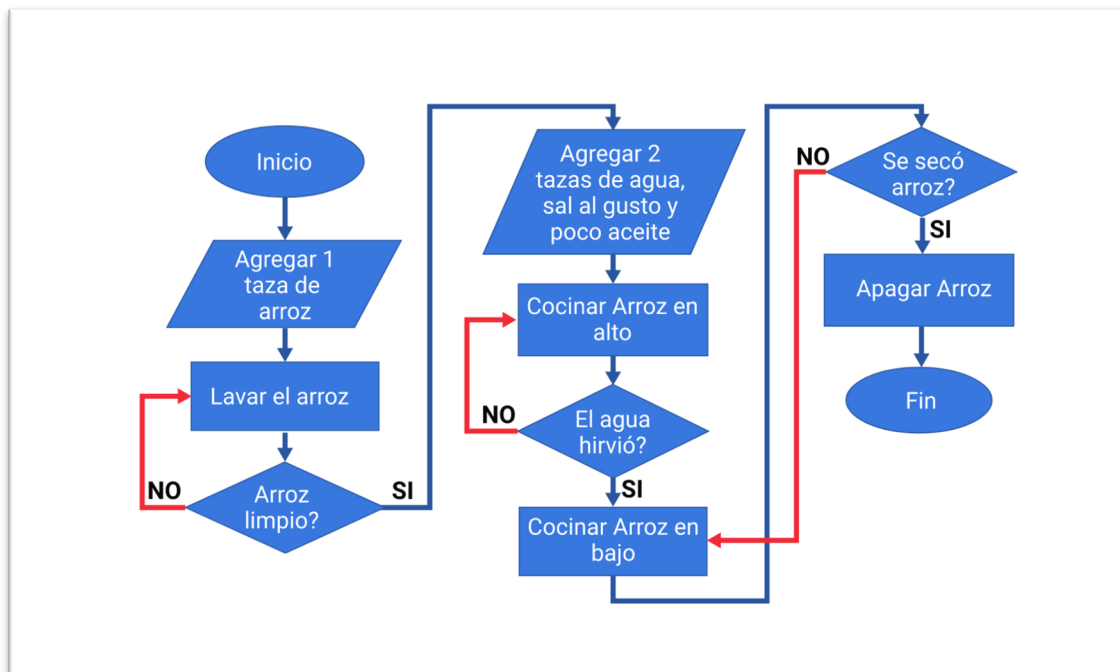 Inicio
Agregar 1
taza de
arroz
Lavar el arroz
Arroz
limpio?
NO
SI
Agregar 2
tazas de agua,
sal al gusto y
poco aceite
Cocinar Arroz en
alto
El agua
hirvió?
NO
SI
Cocinar Arroz en
bajo
Se secó
arroz?
NO
SI
Apagar Arroz
Fin